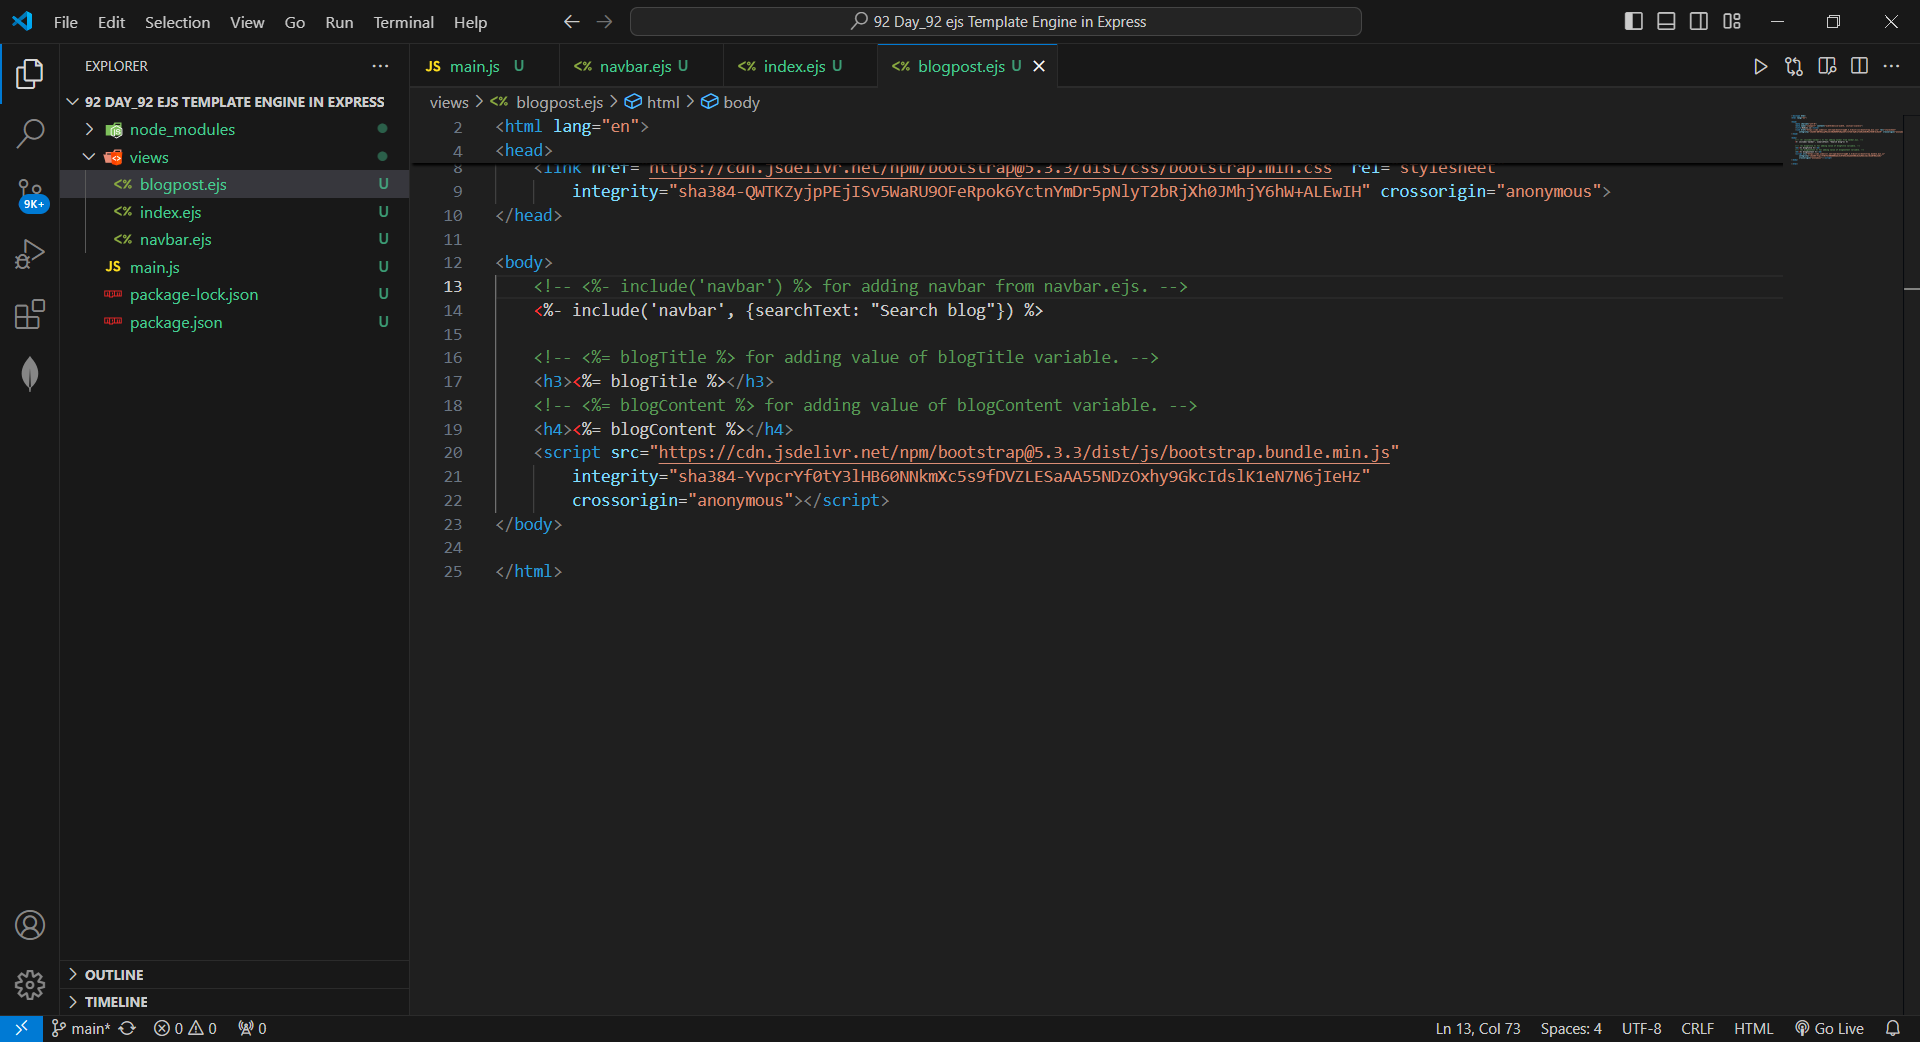 File Edit Selection View Go Run Terminal Help
92 Day_92 ejs Template Engine in Express
EXPLORER
92 DAY_92 EJS TEMPLATE ENGINE IN EXPRESS
node_modules
views
<% blogpost.ejs U
<% index.ejs U
<% navbar.ejs U
JS main.js U
package-lock.json U
package.json U
9K+
OUTLINE
TIMELINE
JS main.js U
<% navbar.ejs U
<% index.ejs U
<% blogpost.ejs U
views > <% blogpost.ejs > html > body
2 <html lang="en">
4 <head>
8 <link href="https://cdn.jsdelivr.net/npm/bootstrap@5.3.3/dist/css/bootstrap.min.css" rel="stylesheet"
9 integrity="sha384-QWTKZyjpPEjISv5WaRU9OFeRpok6YctnYmDr5pNlyT2bRjXh0JMhjY6hW+ALEwIH" crossorigin="anonymous">
10 </head>
11
12 <body>
13 <!-- <%- include('navbar') %> for adding navbar from navbar.ejs. -->
14 <%- include('navbar', {searchText: "Search blog"}) %>
15
16 <!-- <%= blogTitle %> for adding value of blogTitle variable. -->
17 <h3><%= blogTitle %></h3>
18 <!-- <%= blogContent %> for adding value of blogContent variable. -->
19 <h4><%= blogContent %></h4>
20 <script src="https://cdn.jsdelivr.net/npm/bootstrap@5.3.3/dist/js/bootstrap.bundle.min.js"
21 integrity="sha384-YvpcrYf0tY3lHB60NNkmXc5s9fDVZLESaAA55NDzOxhy9GkcIdslK1eN7N6jIeHz"
22 crossorigin="anonymous"></script>
23 </body>
24
25 </html>
main* 0 0 0
Ln 13, Col 73 Spaces: 4 UTF-8 CRLF HTML Go Live